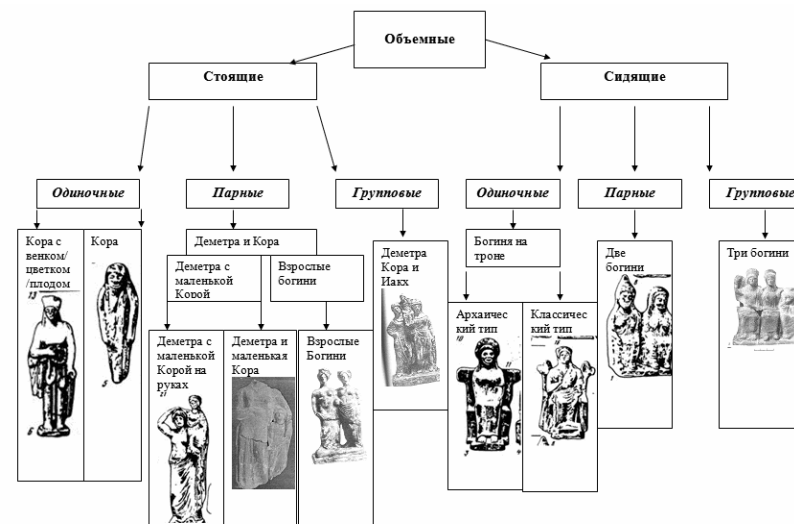 Объемные
Стоящие
Сидящие
Одиночные
Парные
Групповые
Одиночные
Парные
Групповые
Кора с
венком/
цветком
/плодом
Кора
Деметра и Кора
Деметра с
маленькой
Корой
Взрослые
богини
Деметра
Кора и
Иакх
Богиня на
троне
Две
богини
Три богини
Деметра с
маленькой
Корой на
руках
Деметра и
маленькая
Кора
Взрослые
Богини
Архаичес
кий тип
Классичес
кий тип